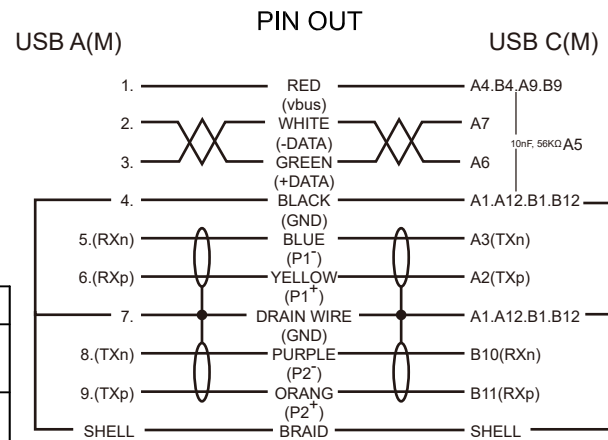 PIN OUT
USB A(M) USB C(M)
1. RED A4.B4.A9.B9
(vbus)
2. WHITE A7
(-DATA) 10nF, 56KΩ A5
3. GREEN A6
(+DATA)
4. BLACK A1.A12.B1.B12
(GND)
5.(RXn) BLUE A3(TXn)
(P1⁻)
6.(RXp) YELLOW A2(TXp)
(P1⁺)
7. DRAIN WIRE A1.A12.B1.B12
(GND)
8.(TXn) PURPLE B10(RXn)
(P2⁻)
9.(TXp) ORANG B11(RXp)
(P2⁺)
SHELL BRAID SHELL